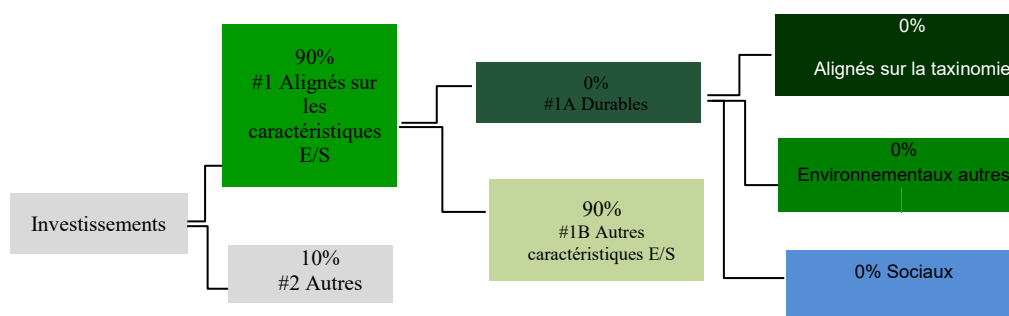 Investissements
90%
#1 Alignés sur
les
caractéristiques
E/S
10%
#2 Autres
0%
#1A Durables
90%
#1B Autres
caractéristiques E/S
0%
Alignés sur la taxinomie
0%
Environnementaux autres
0% Sociaux